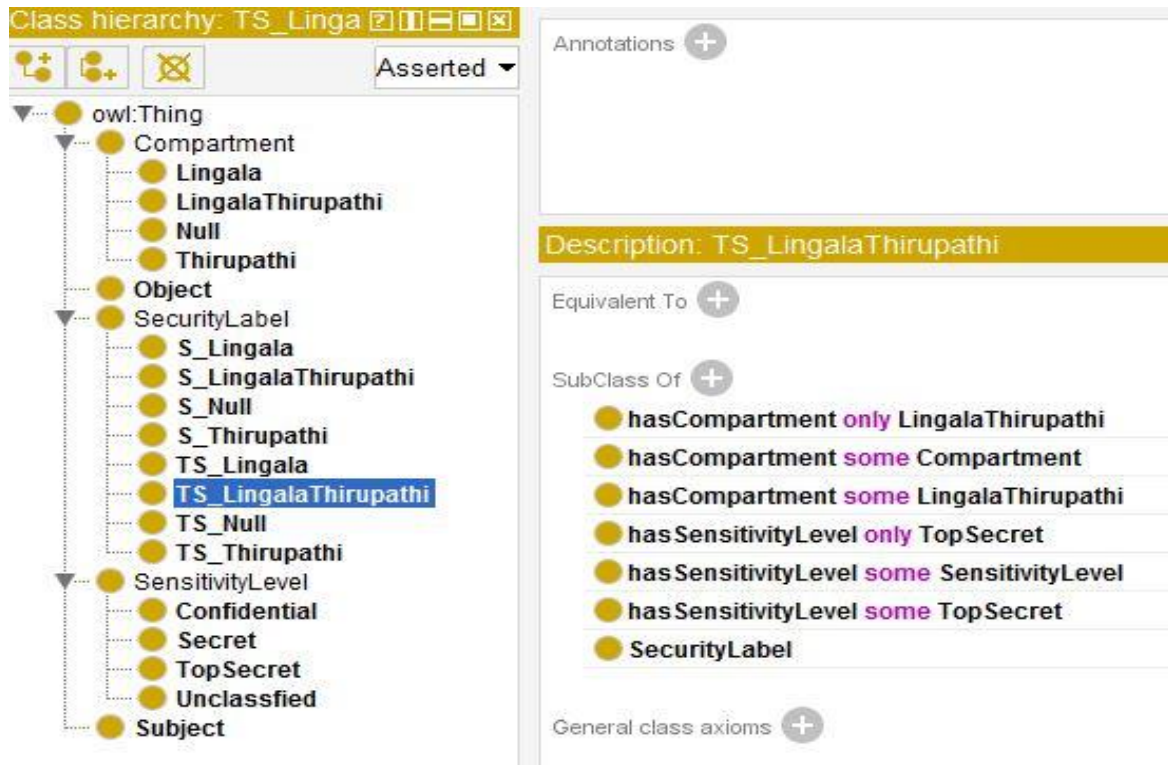 Class hierarchy: TS_Linga
Asserted
owl:Thing
Compartment
Lingala
LingalaThirupathi
Null
Thirupathi
Object
SecurityLabel
S_Lingala
S_LingalaThirupathi
S_Null
S_Thirupathi
TS_Lingala
TS_LingalaThirupathi
TS_Null
TS_Thirupathi
SensitivityLevel
Confidential
Secret
TopSecret
Unclassfied
Subject
Annotations
Description: TS_LingalaThirupathi
Equivalent To
SubClass Of
hasCompartment only LingalaThirupathi
hasCompartment some Compartment
hasCompartment some LingalaThirupathi
hasSensitivityLevel only TopSecret
hasSensitivityLevel some SensitivityLevel
hasSensitivityLevel some TopSecret
SecurityLabel
General class axioms